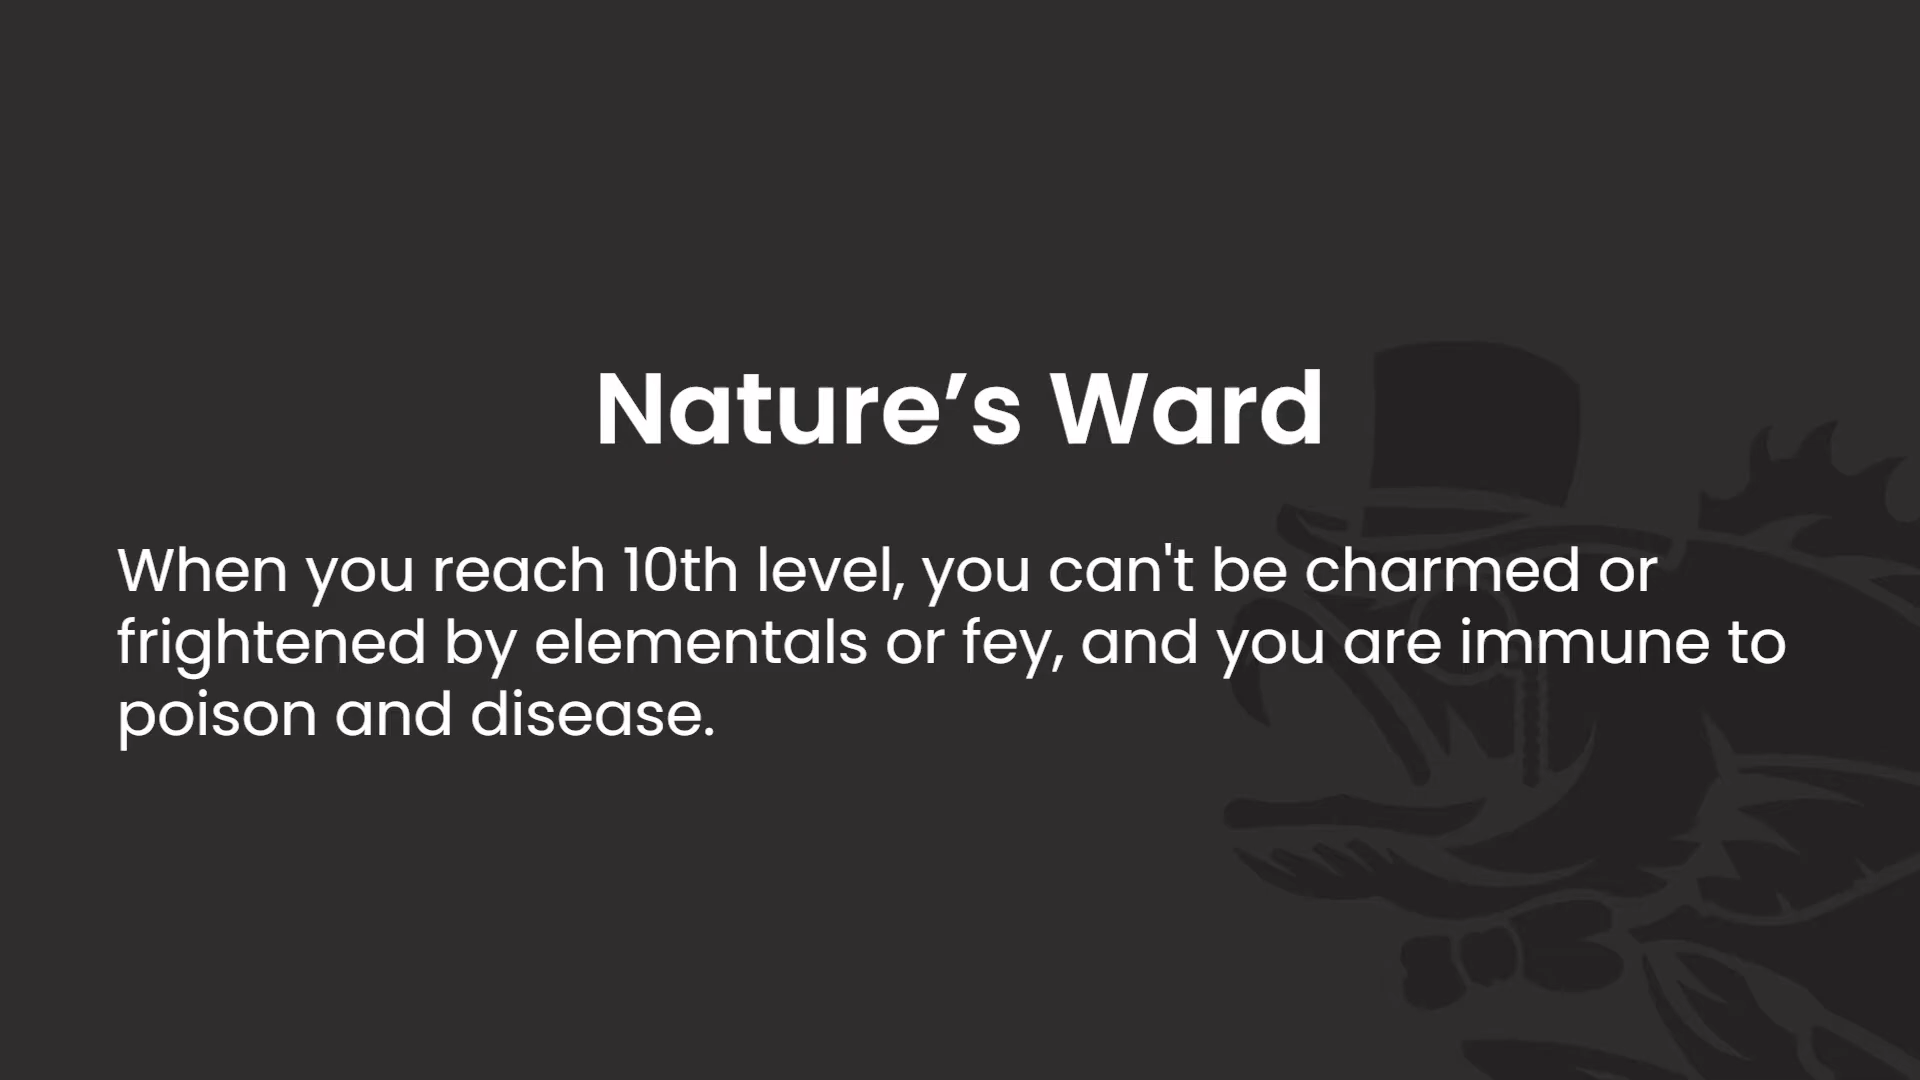 Nature’s Ward
When you reach 10th level, you can't be charmed or
frightened by elementals or fey, and you are immune to
poison and disease.